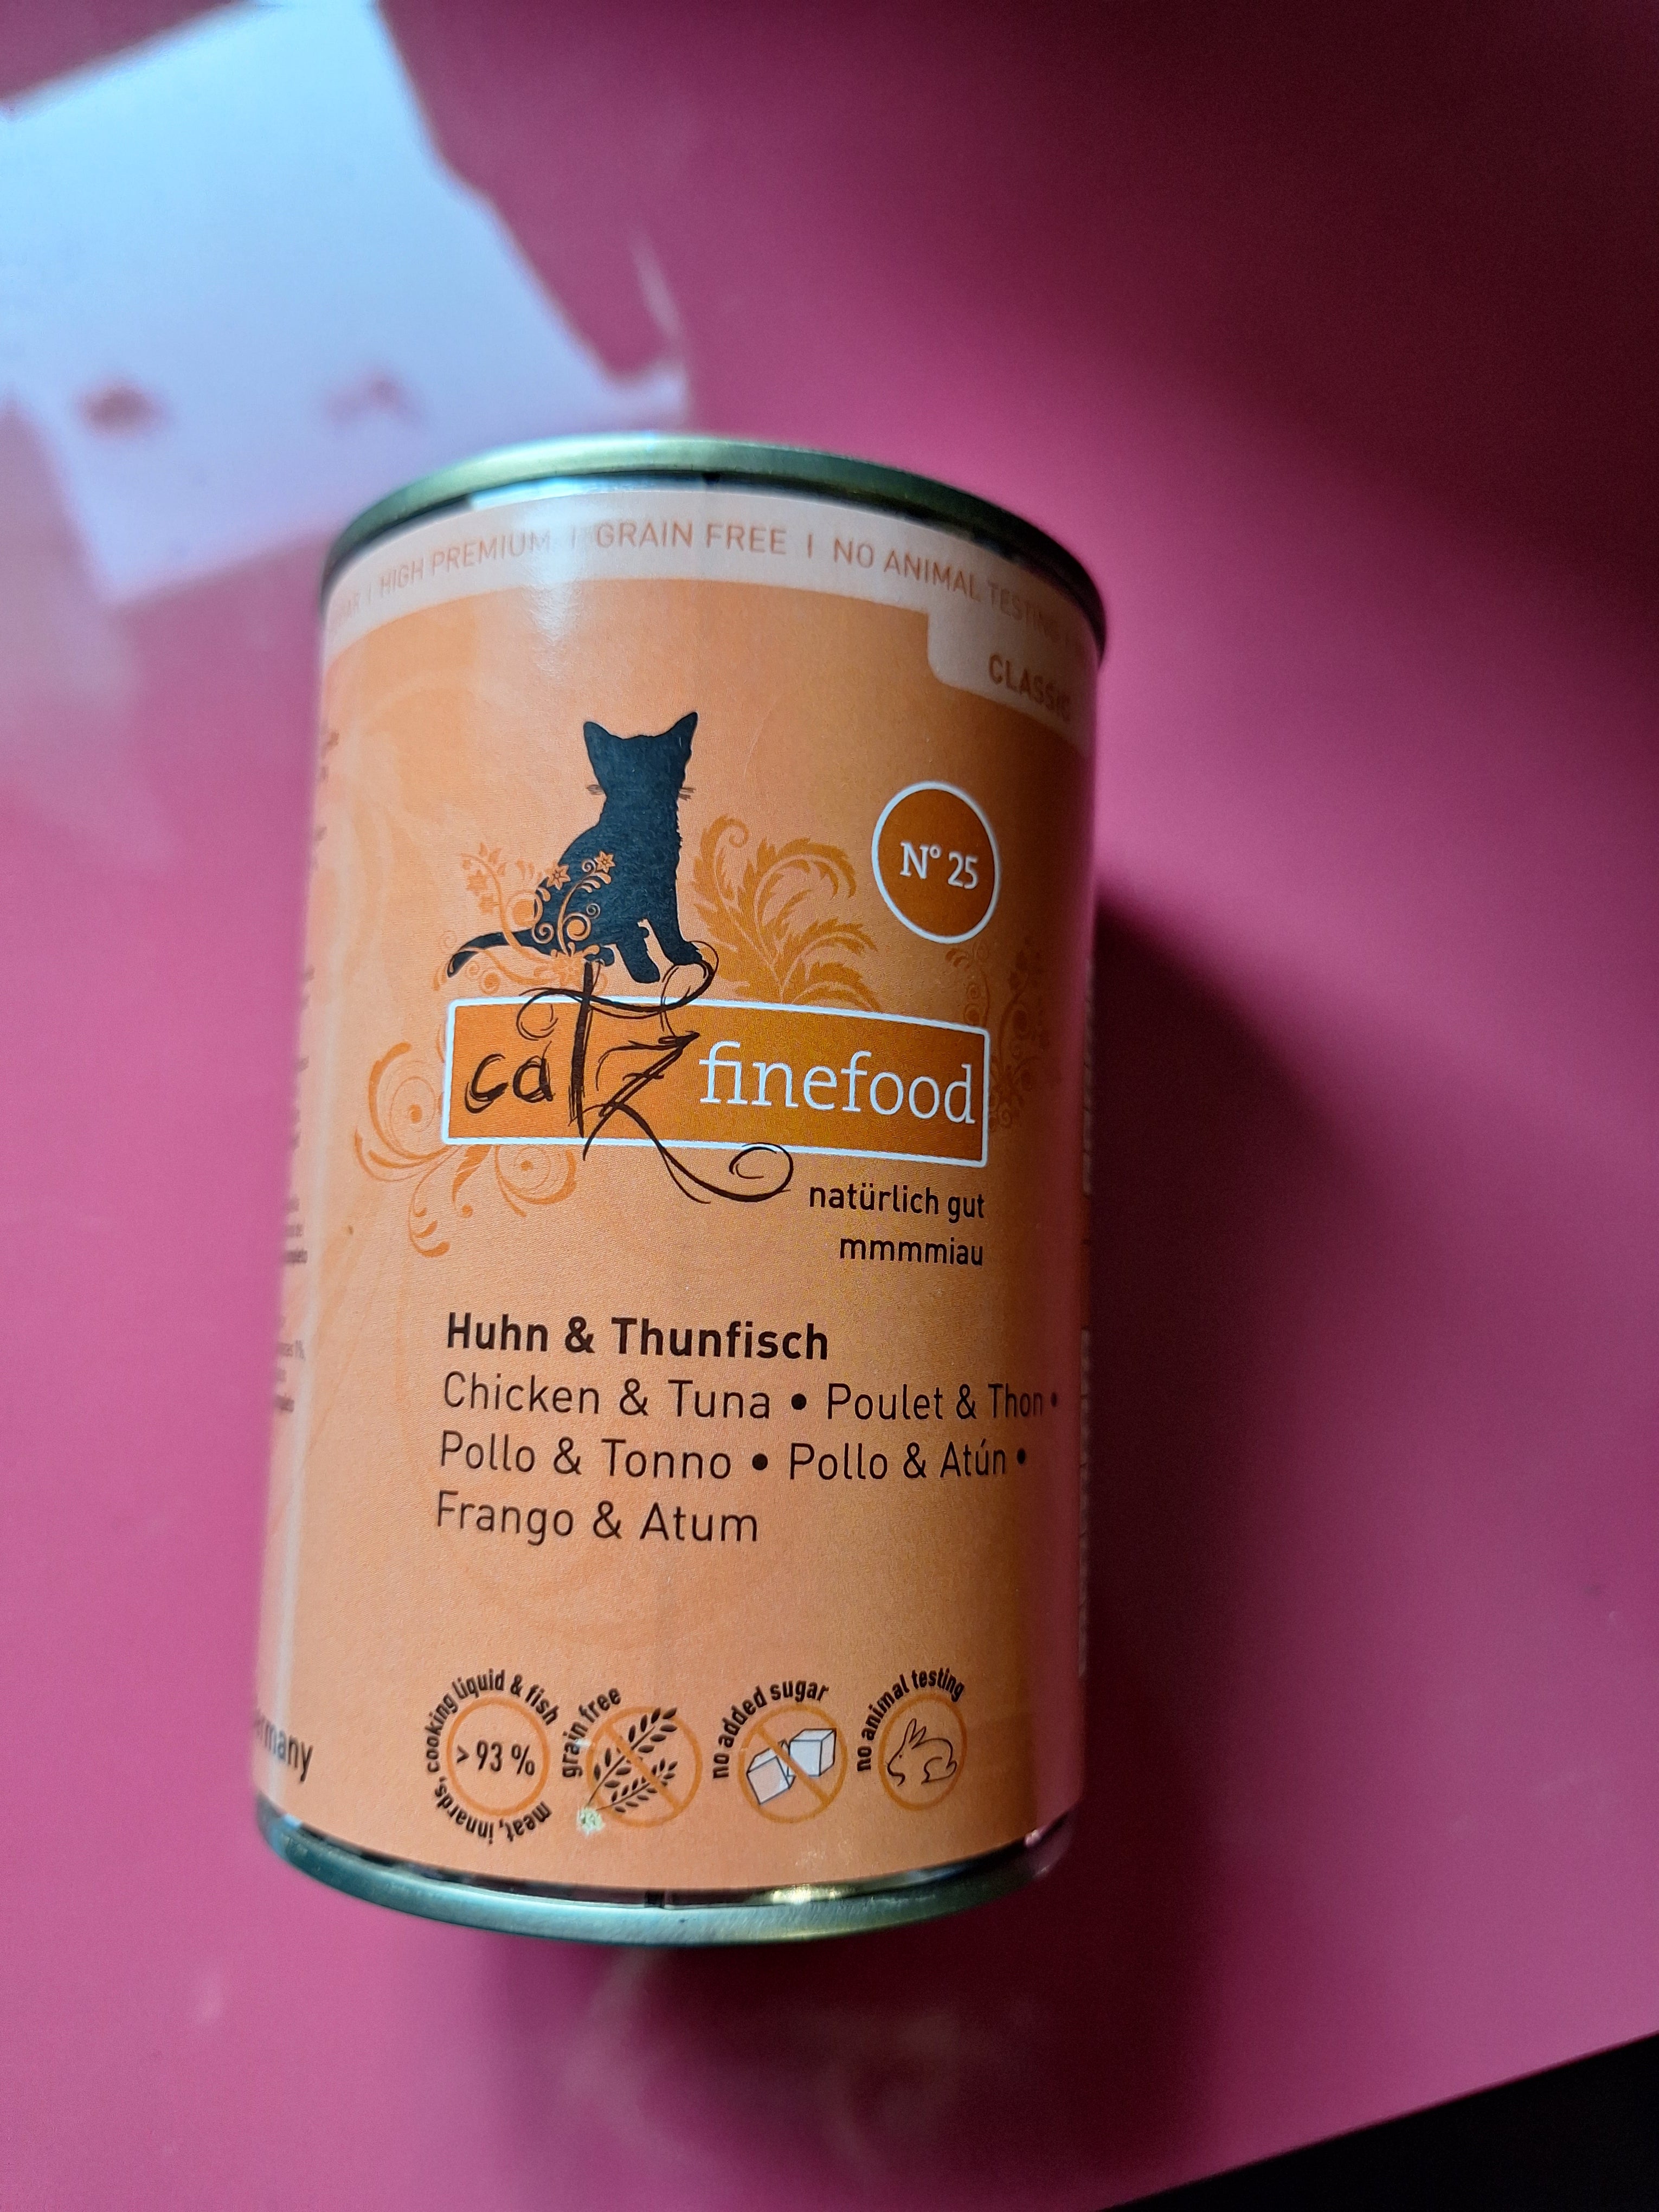 HIGH PREMIUM | GRAIN FREE | NO ANIMAL TESTING
CLASSIC
N° 25
catz finefood
natürlich gut
mmmmiau
Huhn & Thunfisch
Chicken & Tuna • Poulet & Thon •
Pollo & Tonno • Pollo & Atún •
Frango & Atum
meat, innards, cooking liquid & fish
> 93 %
grain free
no added sugar
no animal testing